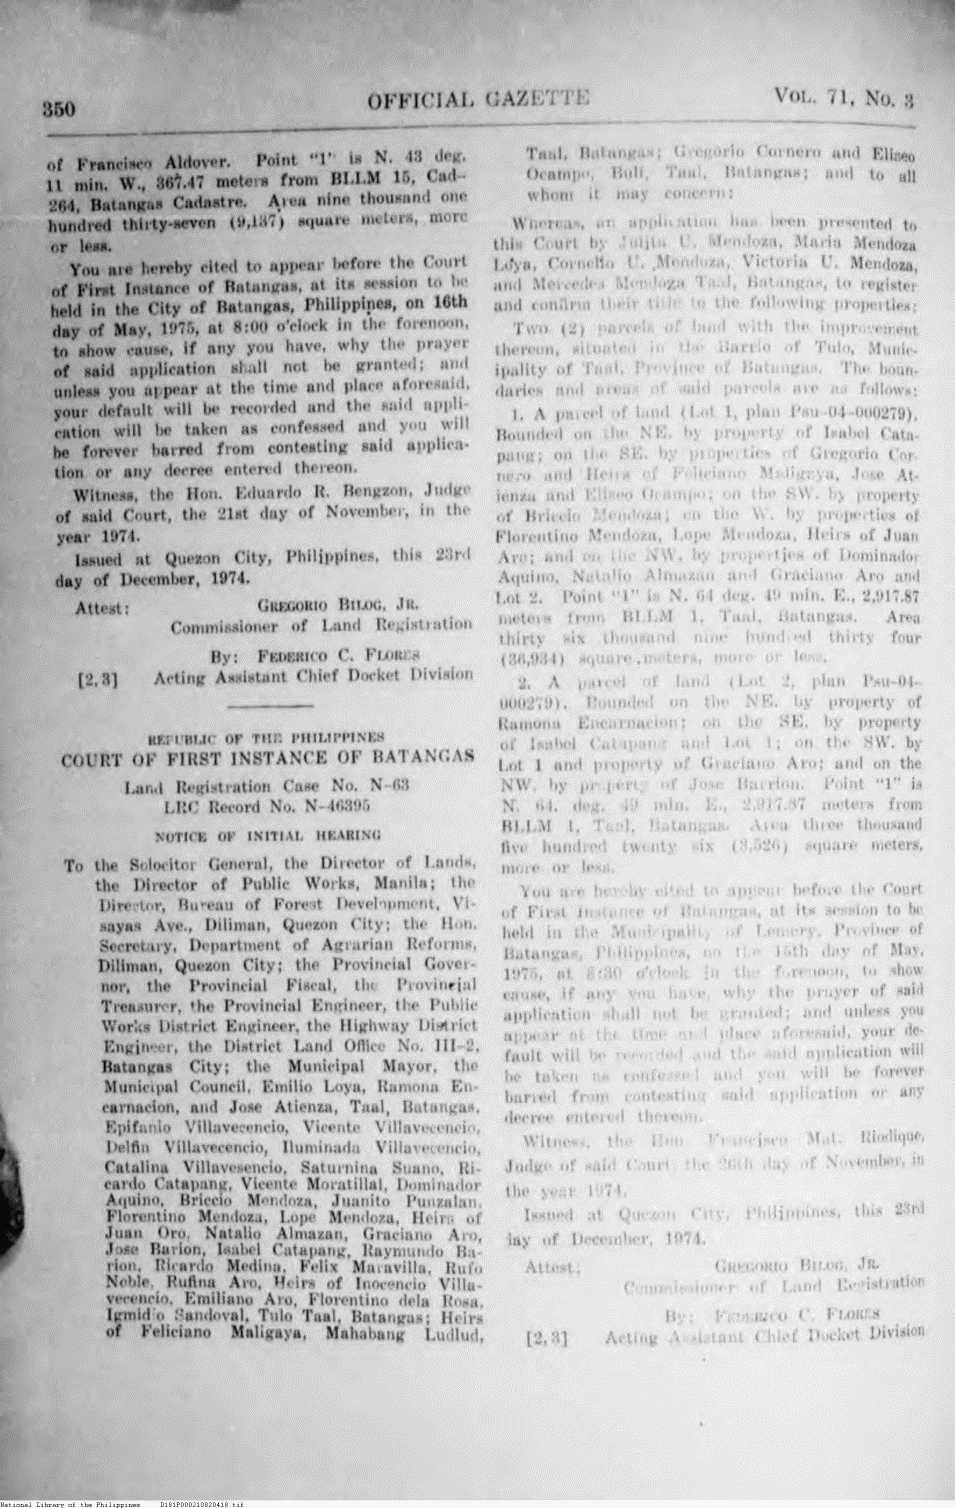 350
OFFICIAL GAZETTE
VOL. 71, No. 3
of Francisco Aldover. Point "1" is N. 43 deg.
11 min. W., 367.47 meters from BLLM 15, Cad-
264, Batangas Cadastre. Area nine thousand one
hundred thirty-seven (9,137) square meters, more
or less.
You are hereby cited to appear before the Court
of First Instance of Batangas, at its session to be
held in the City of Batangas, Philippines, on 16th
day of May, 1975, at 8:00 o'clock in the forenoon,
to show cause, if any you have, why the prayer
of said application shall not be granted; and
unless you appear at the time and place aforesaid,
your default will be recorded and the said appli-
cation will be taken as confessed and you will
be forever barred from contesting said applica-
tion or any decree entered thereon.
Witness, the Hon. Eduardo R. Bengzon, Judge
of said Court, the 21st day of November, in the
year 1974.
Issued at Quezon City, Philippines, this 23rd
day of December, 1974.
Attest: GREGORIO BILOG, JR.
Commissioner of Land Registration
By: FEDERICO C. FLORES
[2, 3] Acting Assistant Chief Docket Division
REPUBLIC OF THE PHILIPPINES
COURT OF FIRST INSTANCE OF BATANGAS
Land Registration Case No. N-63
LRC Record No. N-46395
NOTICE OF INITIAL HEARING
To the Solocitor General, the Director of Lands,
the Director of Public Works, Manila; the
Director, Bureau of Forest Development, Vi-
sayas Ave., Diliman, Quezon City; the Hon.
Secretary, Department of Agrarian Reforms,
Diliman, Quezon City; the Provincial Gover-
nor, the Provincial Fiscal, the Provincial
Treasurer, the Provincial Engineer, the Public
Works District Engineer, the Highway District
Engineer, the District Land Office No. III-2,
Batangas City; the Municipal Mayor, the
Municipal Council, Emilio Loya, Ramona En-
carnacion, and Jose Atienza, Taal, Batangas,
Epifanio Villavecencio, Vicente Villavecencio,
Delfin Villavecencio, Iluminada Villavecencio,
Catalina Villavesencio, Saturnina Suano, Ri-
cardo Catapang, Vicente Moratillal, Dominador
Aquino, Briccio Mendoza, Juanito Punzalan,
Florentino Mendoza, Lope Mendoza, Heirs of
Juan Oro, Natalio Almazan, Graciano Aro,
Jose Barion, Isabel Catapang, Raymundo Ba-
rion, Ricardo Medina, Felix Maravilla, Rufo
Noble, Rufina Aro, Heirs of Inocencio Villa-
vecencio, Emiliano Aro, Florentino dela Rosa,
Igmidio Sandoval, Tulo Taal, Batangas; Heirs
of Feliciano Maligaya, Mahabang Ludlud,
Taal, Batangas; Gregorio Cornero and Eliseo
Ocampo, Buli, Taal, Batangas; and to all
whom it may concern:
Whereas, an application has been presented to
this Court by Julita U. Mendoza, Maria Mendoza
Loya, Cornelio U. Mendoza, Victoria U. Mendoza,
and Mercedes Mendoza Taal, Batangas, to register
and confirm their title to the following properties:
Two (2) parcels of land with the improvement
thereon, situated in the Barrio of Tulo, Munic-
ipality of Taal, Province of Batangas. The boun-
daries and areas of said parcels are as follows:
1. A parcel of land (Lot 1, plan Psu-04-000279).
Bounded on the NE. by property of Isabel Cata-
pang; on the SE. by properties of Gregorio Cor-
nero and Heirs of Feliciano Maligaya, Jose At-
ienza and Eliseo Ocampo; on the SW. by property
of Briccio Mendoza; on the W. by properties of
Florentino Mendoza, Lope Mendoza, Heirs of Juan
Aro; and on the NW. by properties of Dominador
Aquino, Natalio Almazan and Graciano Aro and
Lot 2. Point "1" is N. 64 deg. 49 min. E., 2,917.87
meters from BLLM 1, Taal, Batangas. Area
thirty six thousand nine hundred thirty four
(36,934) square meters, more or less.
2. A parcel of land (Lot 2, plan Psu-04-
000279). Bounded on the NE. by property of
Ramona Encarnacion; on the SE. by property
of Isabel Catapang and Lot 1; on the SW. by
Lot 1 and property of Graciano Aro; and on the
NW. by property of Jose Barrion. Point "1" is
N. 64. deg. 49 min. E., 2,917.87 meters from
BLLM 1, Taal, Batangas. Area three thousand
five hundred twenty six (3,526) square meters,
more or less.
You are hereby cited to appear before the Court
of First Instance of Batangas, at its session to be
held in the Municipality of Lemery, Province of
Batangas, Philippines, on the 15th day of May,
1975, at 8:30 o'clock in the forenoon, to show
cause, if any you have, why the prayer of said
application shall not be granted; and unless you
appear at the time and place aforesaid, your de-
fault will be recorded and the said application will
be taken as confessed and you will be forever
barred from contesting said application or any
decree entered thereon.
Witness, the Hon. Francisco Mat. Riodique,
Judge of said Court, the 26th day of November, in
the year 1974.
Issued at Quezon City, Philippines, this 23rd
day of December, 1974.
Attest: GREGORIO BILOG, JR.
Commissioner of Land Registration
By: FEDERICO C. FLORES
[2, 3] Acting Assistant Chief Docket Division
National Library of the Philippines D181P000210820418.tif